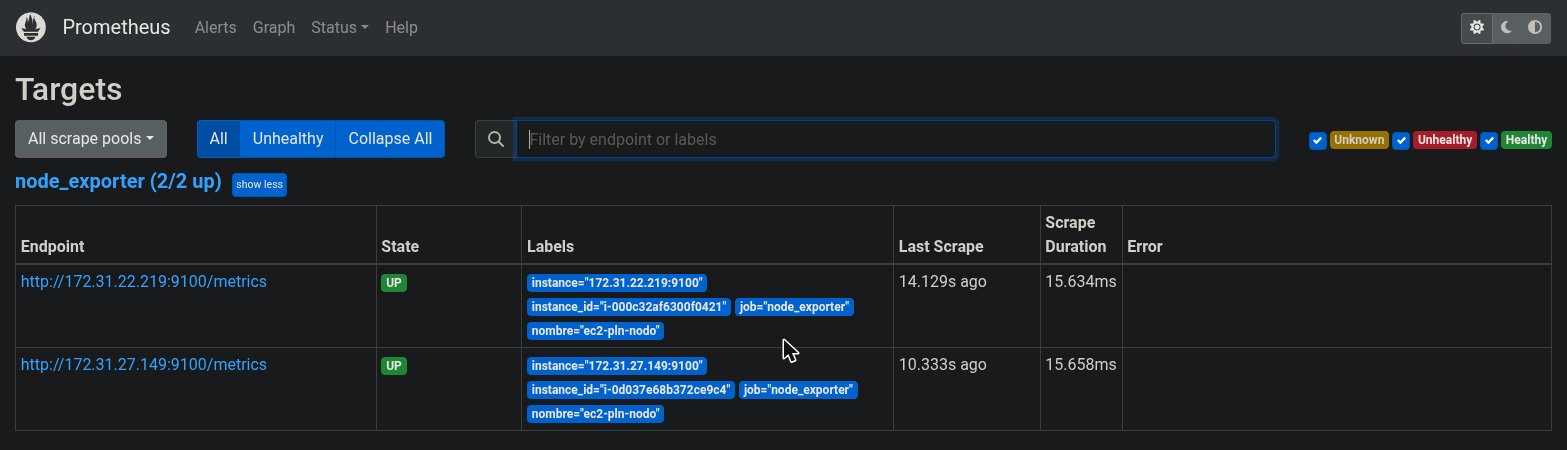 Prometheus Alerts Graph Status Help
Targets
All scrape pools All Unhealthy Collapse All Filter by endpoint or labels Unknown Unhealthy Healthy
node_exporter (2/2 up) show less
Endpoint State Labels Last Scrape Scrape Duration Error
http://172.31.22.219:9100/metrics UP instance="172.31.22.219:9100" 14.129s ago 15.634ms
instance_id="i-000c32af6300f0421" job="node_exporter"
nombre="ec2-pln-nodo"
http://172.31.27.149:9100/metrics UP instance="172.31.27.149:9100" 10.333s ago 15.658ms
instance_id="i-0d037e68b372ce9c4" job="node_exporter"
nombre="ec2-pln-nodo"